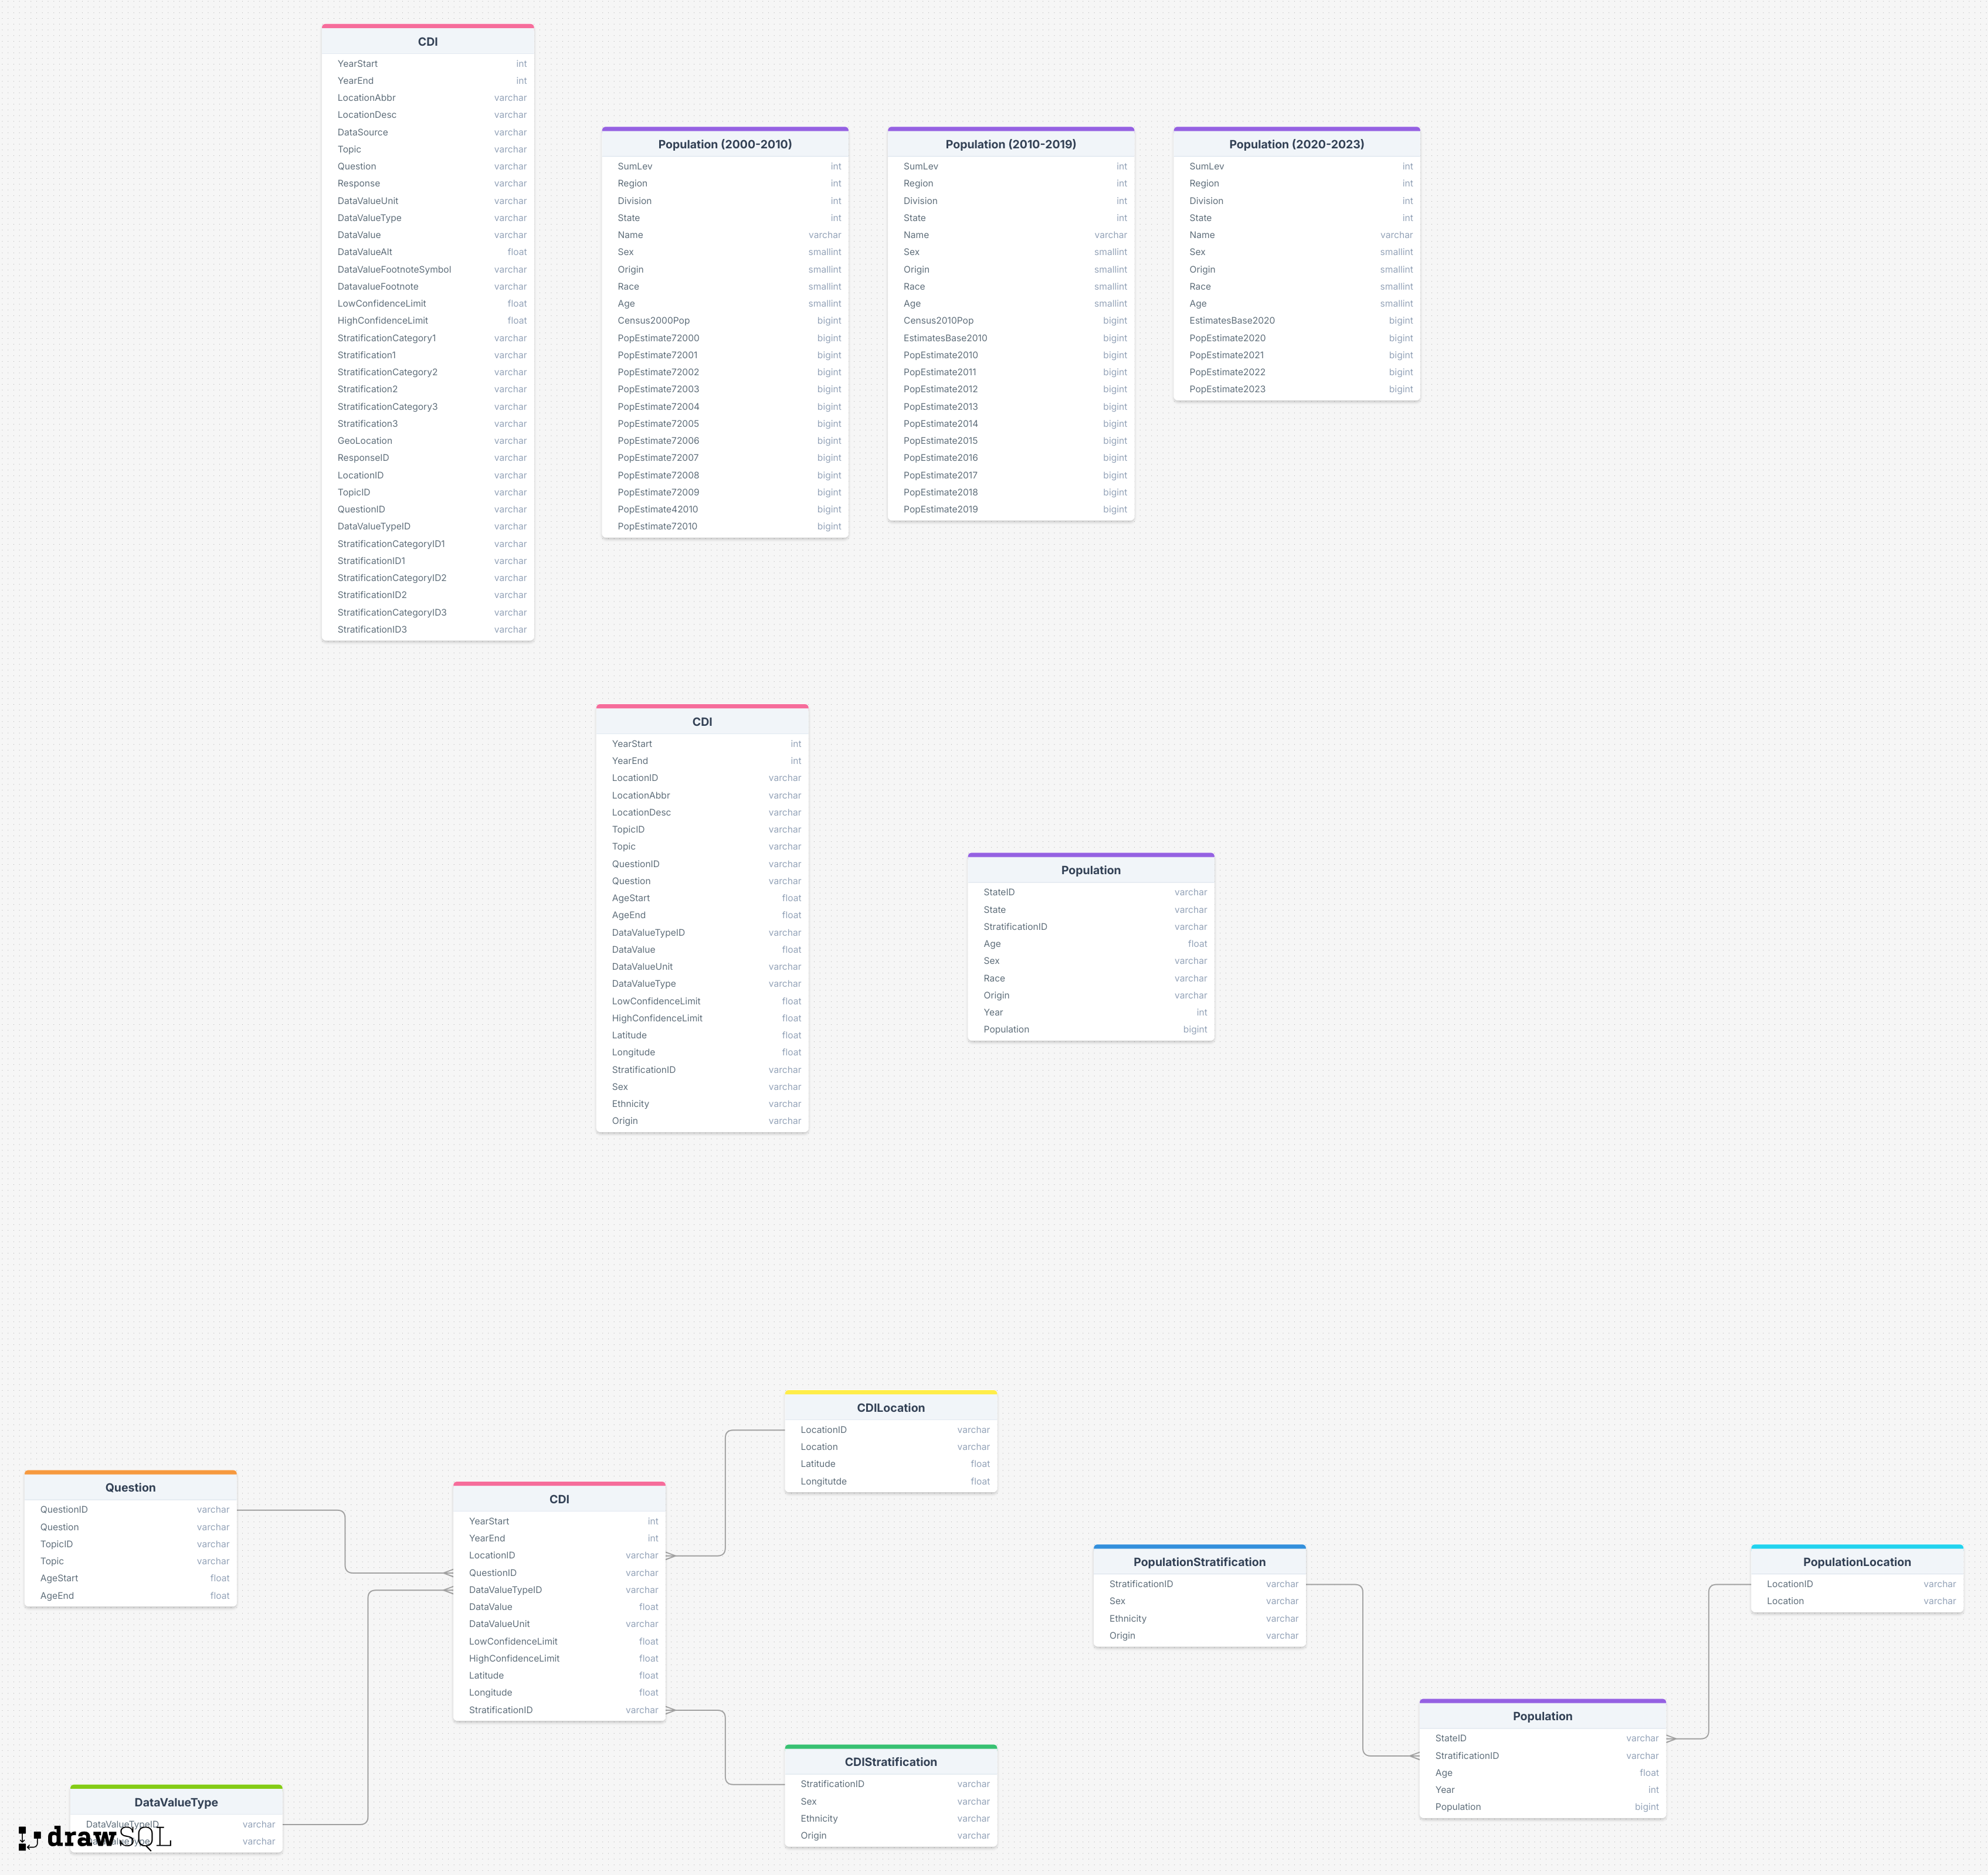 CDI
YearStart int
YearEnd int
LocationAbbr varchar
LocationDesc varchar
DataSource varchar
Topic varchar
Question varchar
Response varchar
DataValueUnit varchar
DataValueType varchar
DataValue varchar
DataValueAlt float
DataValueFootnoteSymbol varchar
DatavalueFootnote varchar
LowConfidenceLimit float
HighConfidenceLimit float
StratificationCategory1 varchar
Stratification1 varchar
StratificationCategory2 varchar
Stratification2 varchar
StratificationCategory3 varchar
Stratification3 varchar
GeoLocation varchar
ResponseID varchar
LocationID varchar
TopicID varchar
QuestionID varchar
DataValueTypeID varchar
StratificationCategoryID1 varchar
StratificationID1 varchar
StratificationCategoryID2 varchar
StratificationID2 varchar
StratificationCategoryID3 varchar
StratificationID3 varchar
Population (2000-2010)
SumLev int
Region int
Division int
State int
Name varchar
Sex smallint
Origin smallint
Race smallint
Age smallint
Census2000Pop bigint
PopEstimate72000 bigint
PopEstimate72001 bigint
PopEstimate72002 bigint
PopEstimate72003 bigint
PopEstimate72004 bigint
PopEstimate72005 bigint
PopEstimate72006 bigint
PopEstimate72007 bigint
PopEstimate72008 bigint
PopEstimate72009 bigint
PopEstimate42010 bigint
PopEstimate72010 bigint
Population (2010-2019)
SumLev int
Region int
Division int
State int
Name varchar
Sex smallint
Origin smallint
Race smallint
Age smallint
Census2010Pop bigint
EstimatesBase2010 bigint
PopEstimate2010 bigint
PopEstimate2011 bigint
PopEstimate2012 bigint
PopEstimate2013 bigint
PopEstimate2014 bigint
PopEstimate2015 bigint
PopEstimate2016 bigint
PopEstimate2017 bigint
PopEstimate2018 bigint
PopEstimate2019 bigint
Population (2020-2023)
SumLev int
Region int
Division int
State int
Name varchar
Sex smallint
Origin smallint
Race smallint
Age smallint
EstimatesBase2020 bigint
PopEstimate2020 bigint
PopEstimate2021 bigint
PopEstimate2022 bigint
PopEstimate2023 bigint
CDI
YearStart int
YearEnd int
LocationID varchar
LocationAbbr varchar
LocationDesc varchar
TopicID varchar
Topic varchar
QuestionID varchar
Question varchar
AgeStart float
AgeEnd float
DataValueTypeID varchar
DataValue float
DataValueUnit varchar
DataValueType varchar
LowConfidenceLimit float
HighConfidenceLimit float
Latitude float
Longitude float
StratificationID varchar
Sex varchar
Ethnicity varchar
Origin varchar
Population
StateID varchar
State varchar
StratificationID varchar
Age float
Sex varchar
Race varchar
Origin varchar
Year int
Population bigint
CDILocation
LocationID varchar
Location varchar
Latitude float
Longitutde float
Question
QuestionID varchar
Question varchar
TopicID varchar
Topic varchar
AgeStart float
AgeEnd float
CDI
YearStart int
YearEnd int
LocationID varchar
QuestionID varchar
DataValueTypeID varchar
DataValue float
DataValueUnit varchar
LowConfidenceLimit float
HighConfidenceLimit float
Latitude float
Longitude float
StratificationID varchar
PopulationStratification
StratificationID varchar
Sex varchar
Ethnicity varchar
Origin varchar
PopulationLocation
LocationID varchar
Location varchar
Population
StateID varchar
StratificationID varchar
Age float
Year int
Population bigint
CDIStratification
StratificationID varchar
Sex varchar
Ethnicity varchar
Origin varchar
DataValueType
DataValueTypeID varchar
varchar
drawSQL